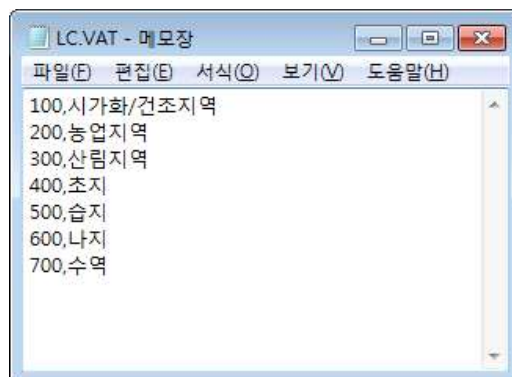 LC.VAT - 메모장
파일(F) 편집(E) 서식(O) 보기(V) 도움말(H)
100,시가화/건조지역
200,농업지역
300,산림지역
400,초지
500,습지
600,나지
700,수역